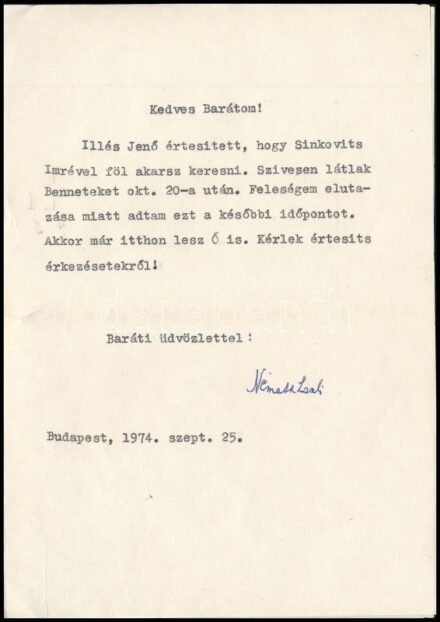 Kedves Barátom!
Illés Jenő értesitett, hogy Sinkovits
Imrével föl akarsz keresni. Szivesen látlak
Benneteket okt. 20-a után. Feleségem eluta-
zása miatt adtam ezt a későbbi időpontot.
Akkor már itthon lesz Ő is. Kérlek értesits
érkezésetekről!
darabanth
Baráti üdvözlettel:
Németh Laci
Budapest, 1974. szept. 25.